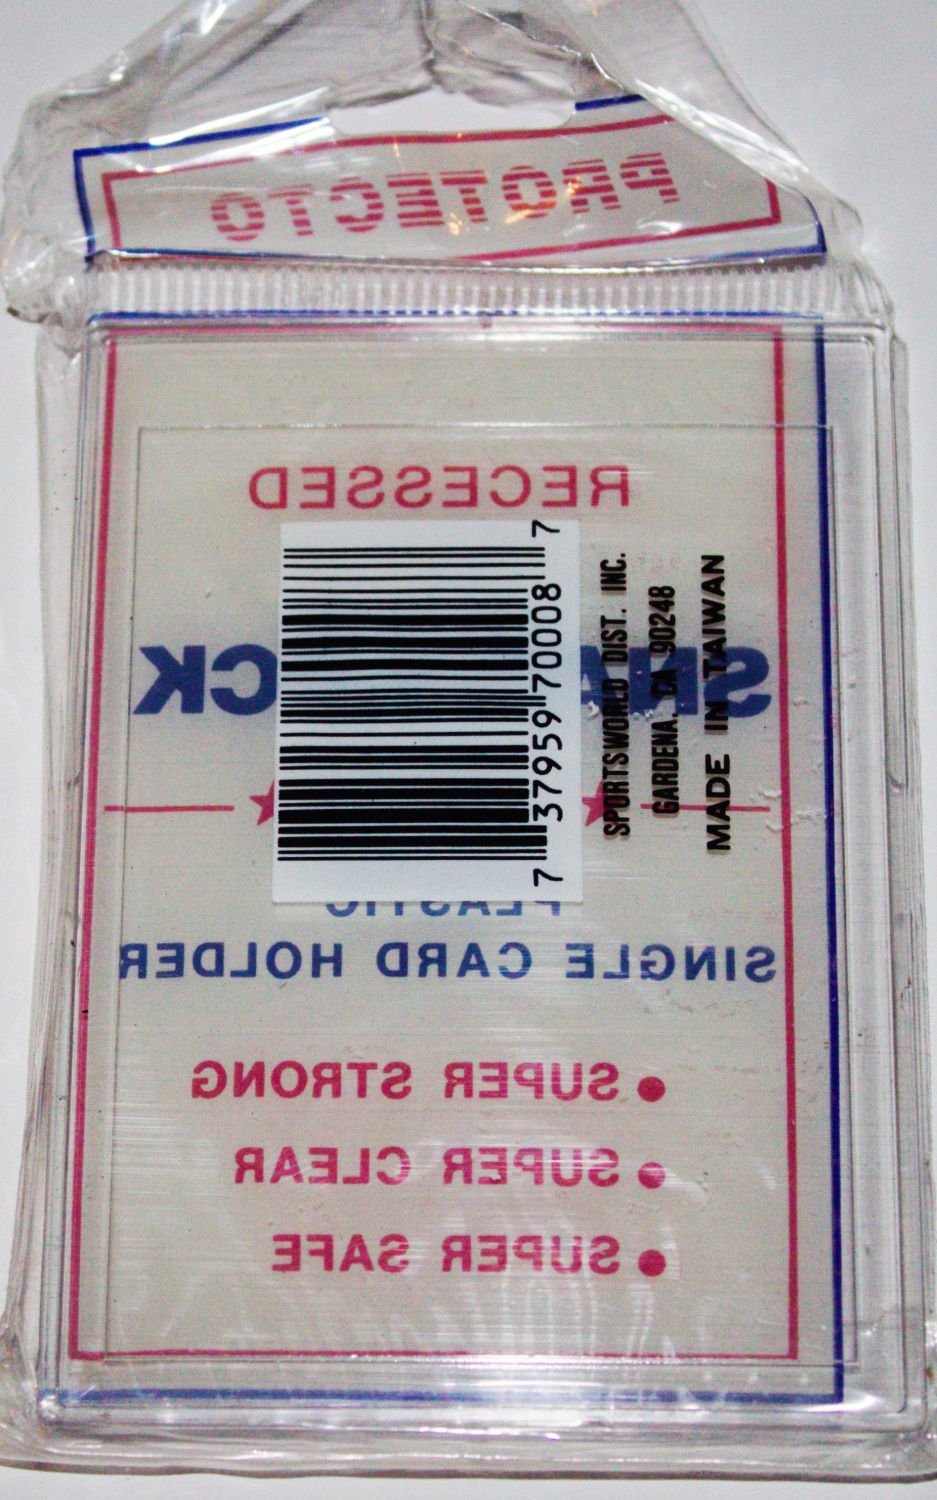 PROTECTO
RECESSED
CK
PLASTIC
SINGLE CARD HOLDER
• SUPER STRONG
• SUPER CLEAR
• SUPER SAFE
7 37959 70008 7
SPORTSWORLD DIST. INC.
GARDENA, CA 90248
MADE IN TAIWAN